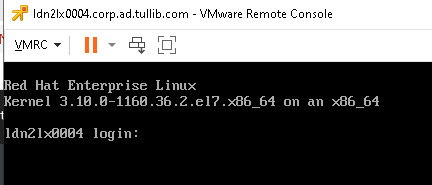 ldn2lx0004.corp.ad.tullib.com - VMware Remote Console
VMRC
Red Hat Enterprise Linux
Kernel 3.10.0-1160.36.2.el7.x86_64 on an x86_64
ldn2lx0004 login: